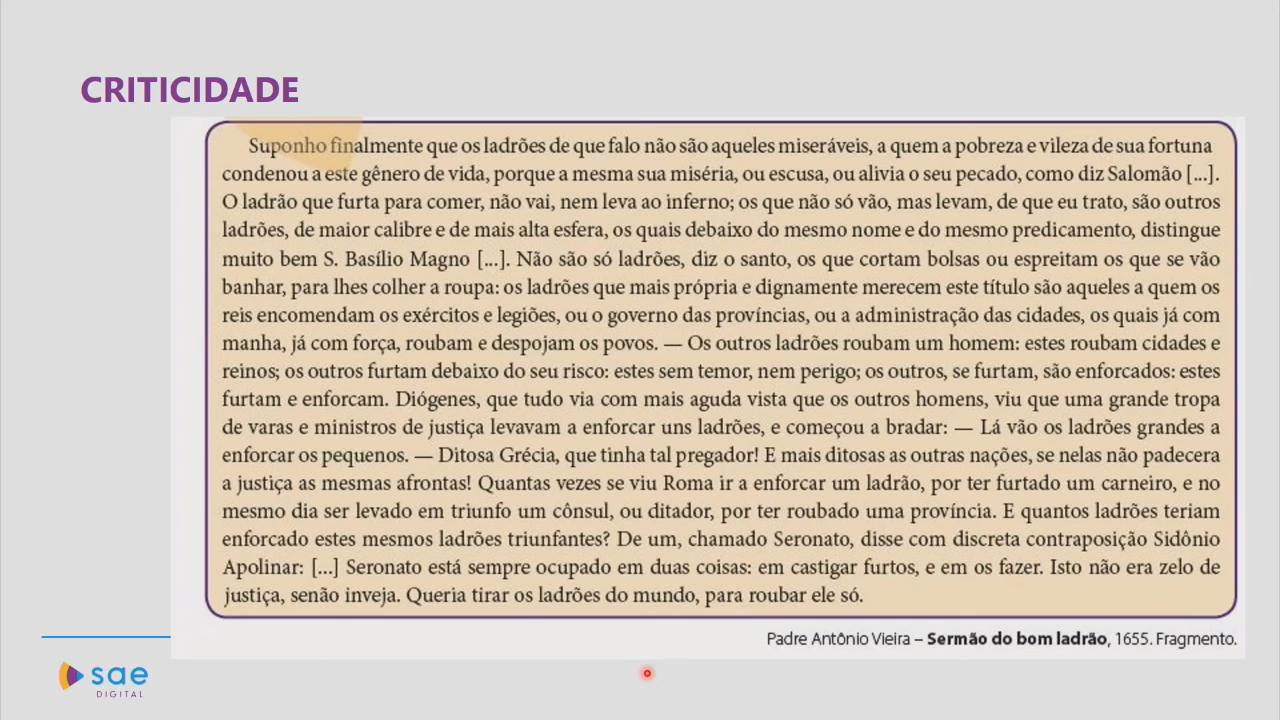 CRITICIDADE
Suponho finalmente que os ladrões de que falo não são aqueles miseráveis, a quem a pobreza e vileza de sua fortuna
condenou a este gênero de vida, porque a mesma sua miséria, ou escusa, ou alivia o seu pecado, como diz Salomão [...].
O ladrão que furta para comer, não vai, nem leva ao inferno; os que não só vão, mas levam, de que eu trato, são outros
ladrões, de maior calibre e de mais alta esfera, os quais debaixo do mesmo nome e do mesmo predicamento, distingue
muito bem S. Basílio Magno [...]. Não são só ladrões, diz o santo, os que cortam bolsas ou espreitam os que se vão
banhar, para lhes colher a roupa: os ladrões que mais própria e dignamente merecem este título são aqueles a quem os
reis encomendam os exércitos e legiões, ou o governo das províncias, ou a administração das cidades, os quais já com
manha, já com força, roubam e despojam os povos. — Os outros ladrões roubam um homem: estes roubam cidades e
reinos; os outros furtam debaixo do seu risco: estes sem temor, nem perigo; os outros, se furtam, são enforcados: estes
furtam e enforcam. Diógenes, que tudo via com mais aguda vista que os outros homens, viu que uma grande tropa
de varas e ministros de justiça levavam a enforcar uns ladrões, e começou a bradar: — Lá vão os ladrões grandes a
enforcar os pequenos. — Ditosa Grécia, que tinha tal pregador! E mais ditosas as outras nações, se nelas não padecera
a justiça as mesmas afrontas! Quantas vezes se viu Roma ir a enforcar um ladrão, por ter furtado um carneiro, e no
mesmo dia ser levado em triunfo um cônsul, ou ditador, por ter roubado uma província. E quantos ladrões teriam
enforcado estes mesmos ladrões triunfantes? De um, chamado Seronato, disse com discreta contraposição Sidônio
Apolinar: [...] Seronato está sempre ocupado em duas coisas: em castigar furtos, e em os fazer. Isto não era zelo de
justiça, senão inveja. Queria tirar os ladrões do mundo, para roubar ele só.
Padre Antônio Vieira – Sermão do bom ladrão, 1655. Fragmento.
sae
DIGITAL